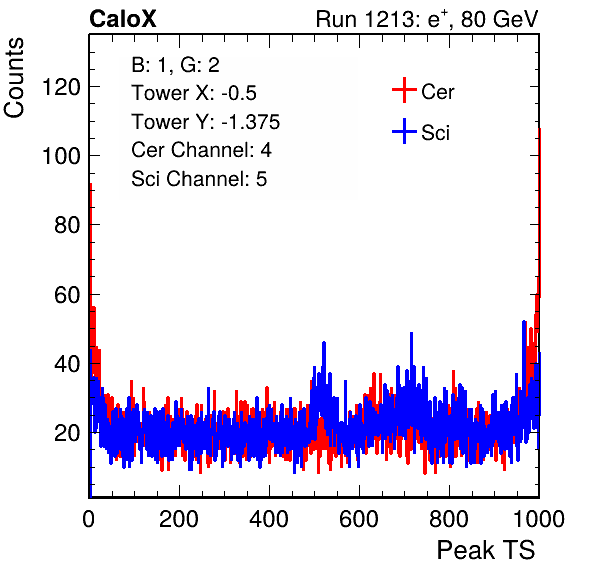 CaloX Run 1213: e+, 80 GeV
Counts
B: 1, G: 2
Tower X: -0.5
Tower Y: -1.375
Cer Channel: 4
Sci Channel: 5
Cer
Sci
120
100
80
60
40
20
0 200 400 600 800 1000
Peak TS